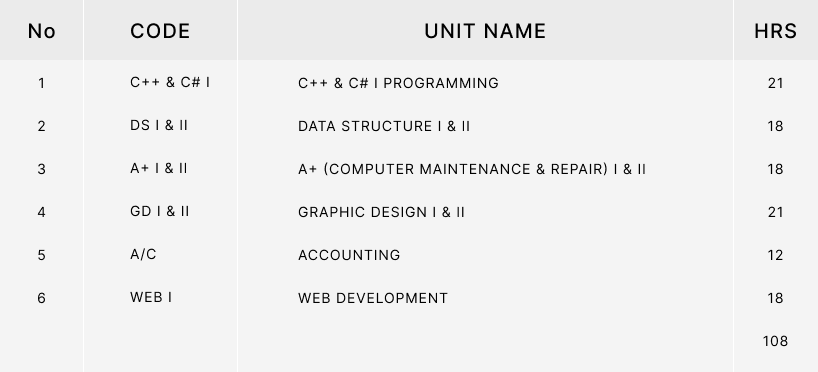 No CODE UNIT NAME HRS
1 C++ & C# I C++ & C# I PROGRAMMING 21
2 DS I & II DATA STRUCTURE I & II 18
3 A+ I & II A+ (COMPUTER MAINTENANCE & REPAIR) I & II 18
4 GD I & II GRAPHIC DESIGN I & II 21
5 A/C ACCOUNTING 12
6 WEB I WEB DEVELOPMENT 18
108